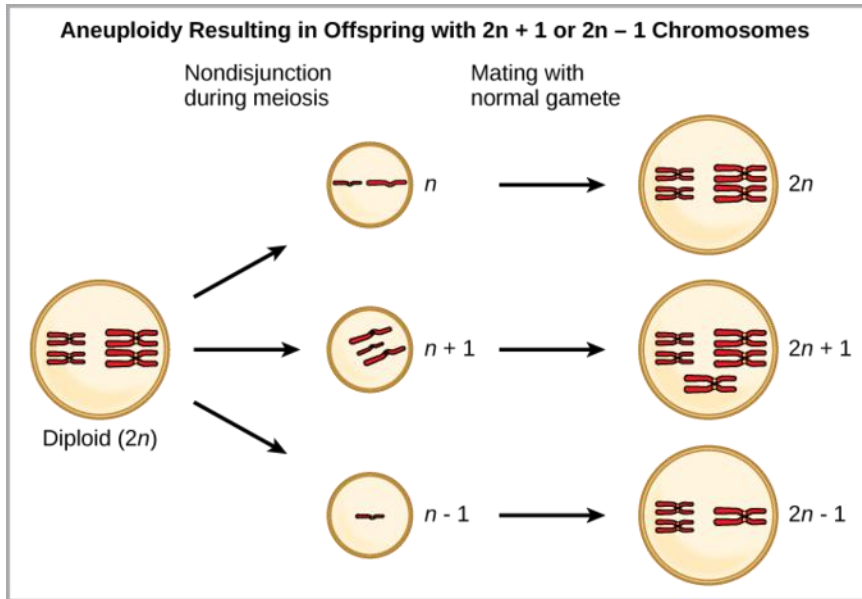 Aneuploidy Resulting in Offspring with 2n + 1 or 2n – 1 Chromosomes
Nondisjunction
during meiosis
Mating with
normal gamete
n
2n
n + 1
2n + 1
Diploid (2n)
n - 1
2n - 1